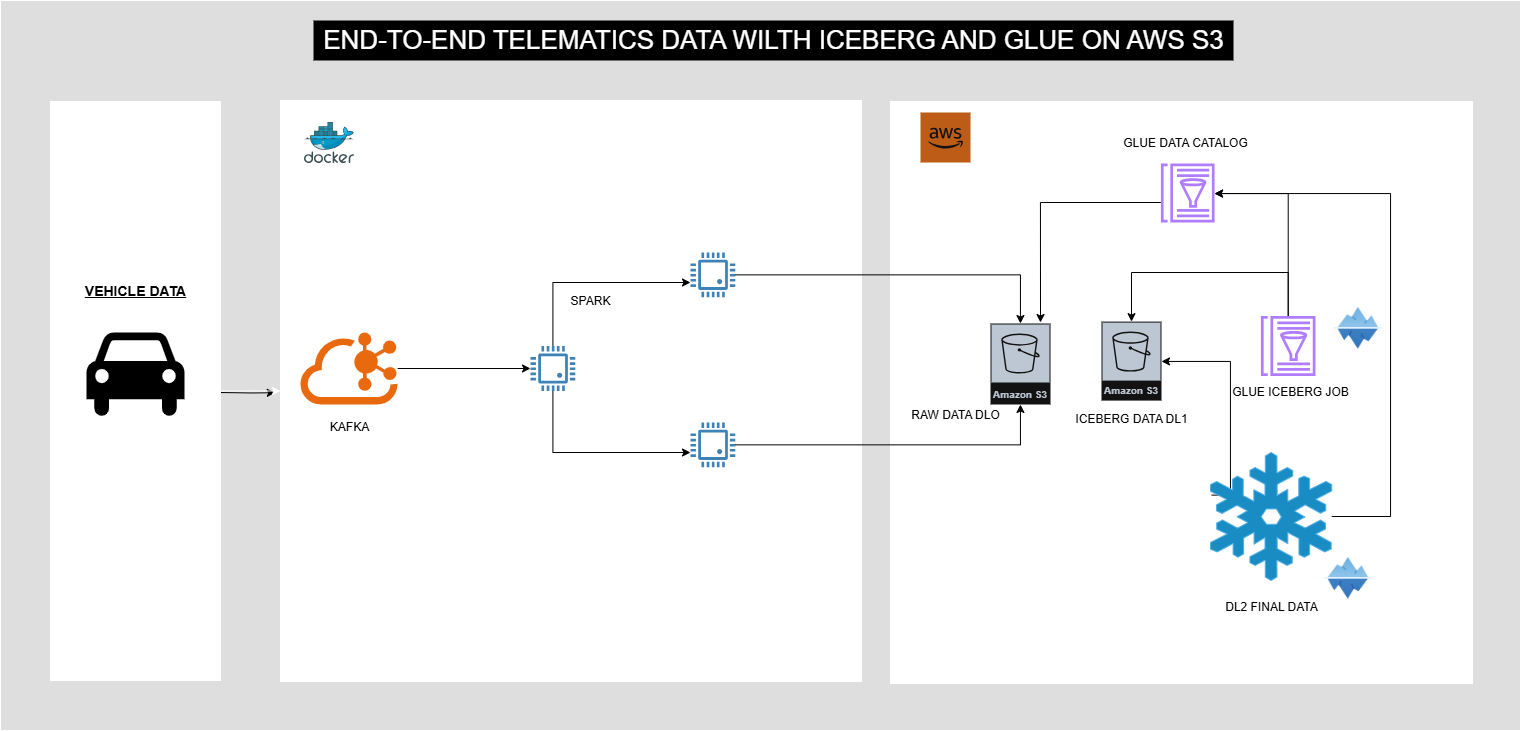 END-TO-END TELEMATICS DATA WILTH ICEBERG AND GLUE ON AWS S3
VEHICLE DATA
docker
KAFKA
SPARK
aws
GLUE DATA CATALOG
Amazon S3
RAW DATA DLO
Amazon S3
ICEBERG DATA DL1
GLUE ICEBERG JOB
DL2 FINAL DATA